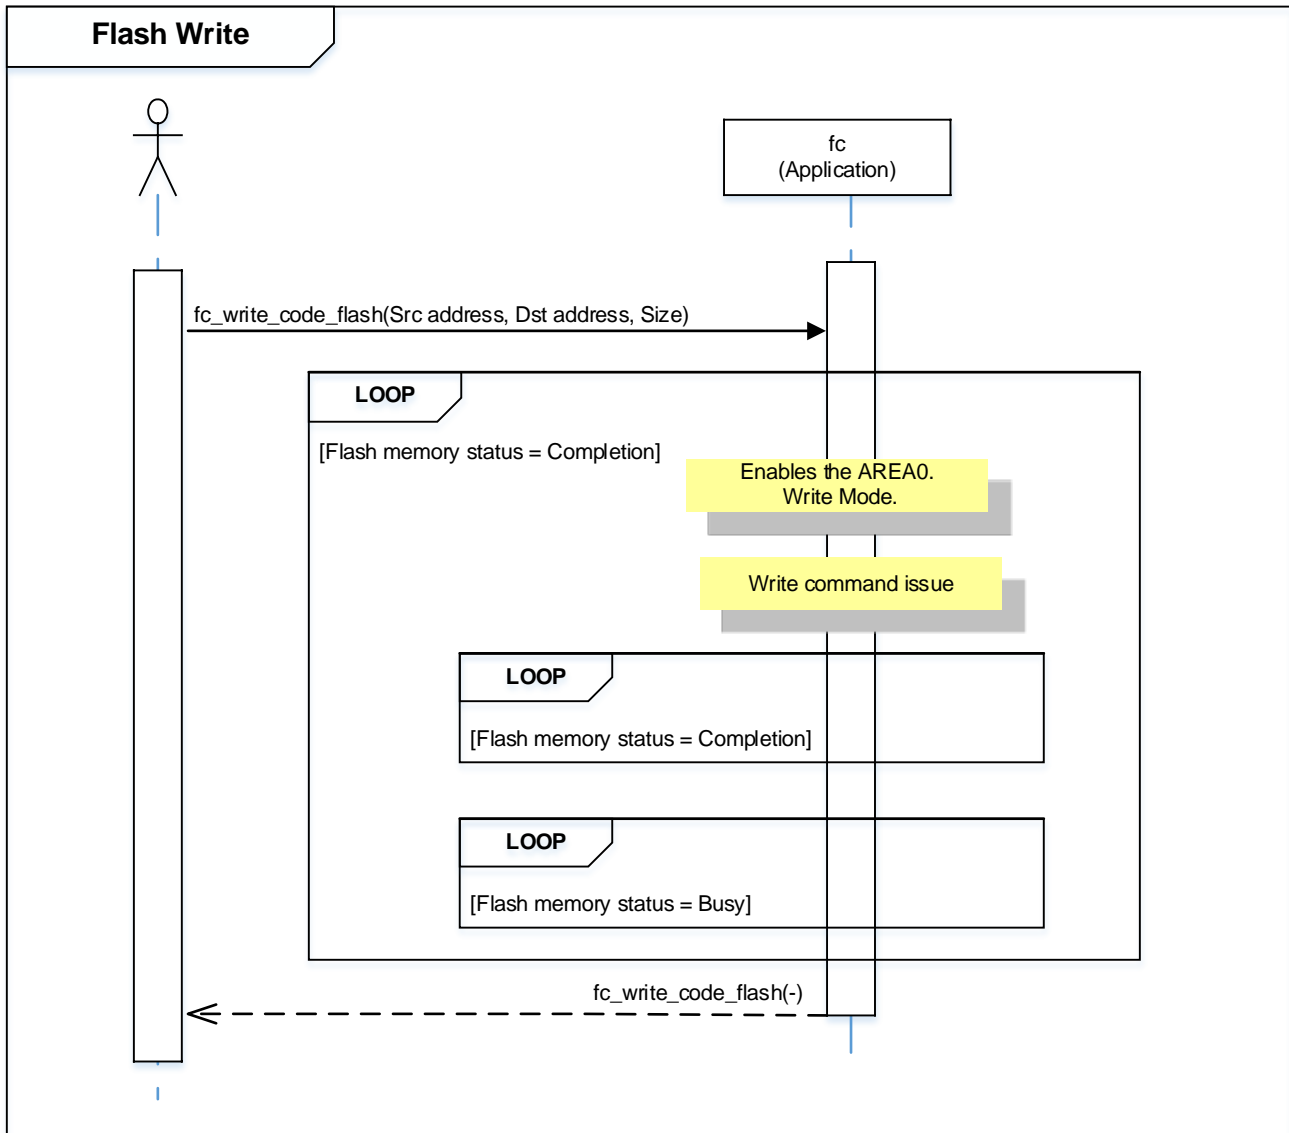 Flash Write
fc
(Application)
fc_write_code_flash(Src address, Dst address, Size)
LOOP
[Flash memory status = Completion]
Enables the AREA0.
Write Mode.
Write command issue
LOOP
[Flash memory status = Completion]
LOOP
[Flash memory status = Busy]
fc_write_code_flash(-)